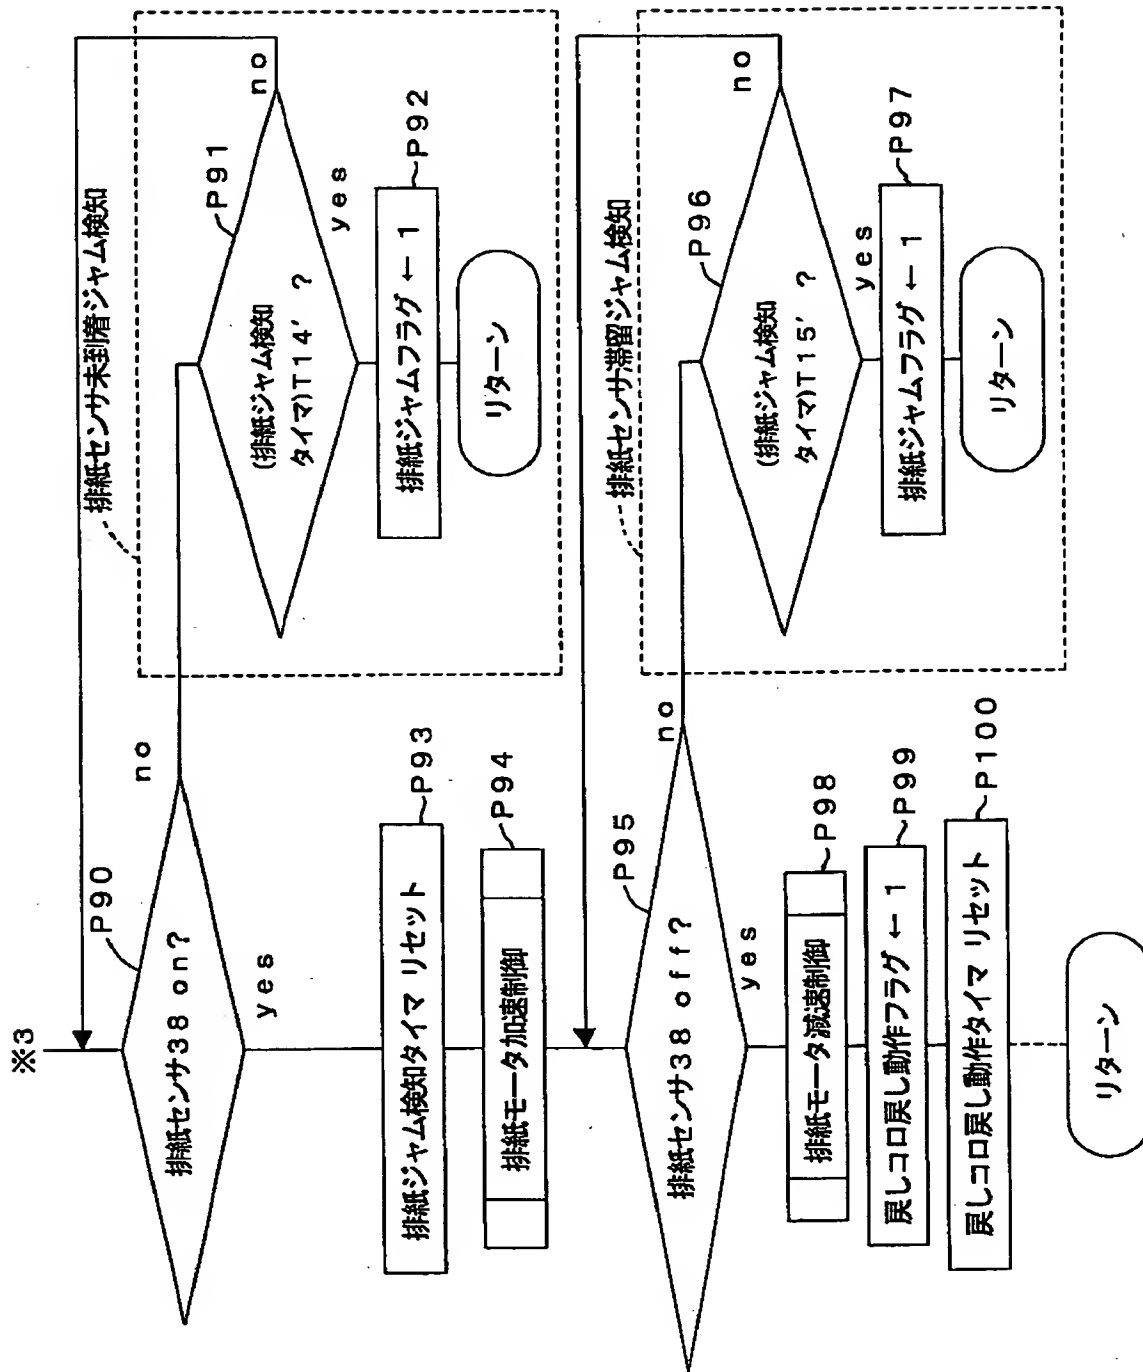 ※3
排紙センサ38 on?
P90
no
yes
排紙センサ未到着ジャム検知
(排紙ジャム検知
タイマ)T14' ?
P91
no
yes
排紙ジャムフラグ ← 1
P92
リターン
排紙ジャム検知タイマ リセット
P93
排紙モータ加速制御
P94
排紙センサ38 off?
P95
no
yes
排紙センサ滞留ジャム検知
(排紙ジャム検知
タイマ)T15' ?
P96
no
yes
排紙ジャムフラグ ← 1
P97
リターン
排紙モータ減速制御
P98
戻しコロ戻し動作フラグ ← 1
P99
戻しコロ戻し動作タイマ リセット
P100
リターン